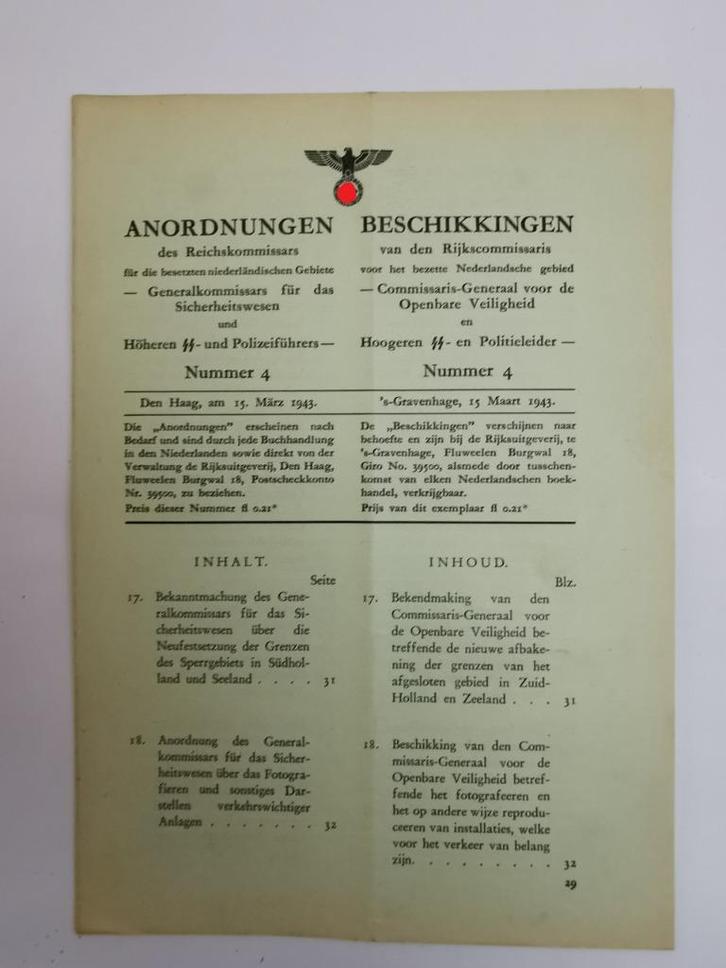 ANORDNUNGEN
des Reichskommissars
für die besetzten niederländischen Gebiete
— Generalkommissars für das
Sicherheitswesen
und
Höheren ᛋᛋ- und Polizeiführers—
Nummer 4
Den Haag, am 15. März 1943.
Die „Anordnungen” erscheinen nach
Bedarf und sind durch jede Buchhandlung
in den Niederlanden sowie direkt von der
Verwaltung de Rijksuitgeverij, Den Haag,
Fluweelen Burgwal 18, Postscheckkonto
Nr. 39500, zu beziehen.
Preis dieser Nummer fl 0.21*
INHALT.
Seite
17. Bekanntmachung des Gene-
ralkommissars für das Si-
cherheitswesen über die
Neufestsetzung der Grenzen
des Sperrgebiets in Südhol-
land und Seeland . . . . 31
18. Anordnung des General-
kommissars für das Sicher-
heitswesen über das Fotogra-
fieren und sonstiges Dar-
stellen verkehrswichtiger
Anlagen . . . . . . . 32
BESCHIKKINGEN
van den Rijkscommissaris
voor het bezette Nederlandsche gebied
— Commissaris-Generaal voor de
Openbare Veiligheid
en
Hoogeren ᛋᛋ- en Politieleider —
Nummer 4
's-Gravenhage, 15 Maart 1943.
De „Beschikkingen” verschijnen naar
behoefte en zijn bij de Rijksuitgeverij, te
's-Gravenhage, Fluweelen Burgwal 18,
Giro No. 39500, alsmede door tusschen-
komst van elken Nederlandschen boek-
handel, verkrijgbaar.
Prijs van dit exemplaar fl 0.21*
INHOUD.
Blz.
17. Bekendmaking van den
Commissaris-Generaal voor
de Openbare Veiligheid be-
treffende de nieuwe afbake-
ning der grenzen van het
afgesloten gebied in Zuid-
Holland en Zeeland . . . 31
18. Beschikking van den Com-
missaris-Generaal voor de
Openbare Veiligheid betref-
fende het fotografeeren en
het op andere wijze reprodu-
ceeren van installaties, welke
voor het verkeer van belang
zijn. . . . . . . . . 32
29